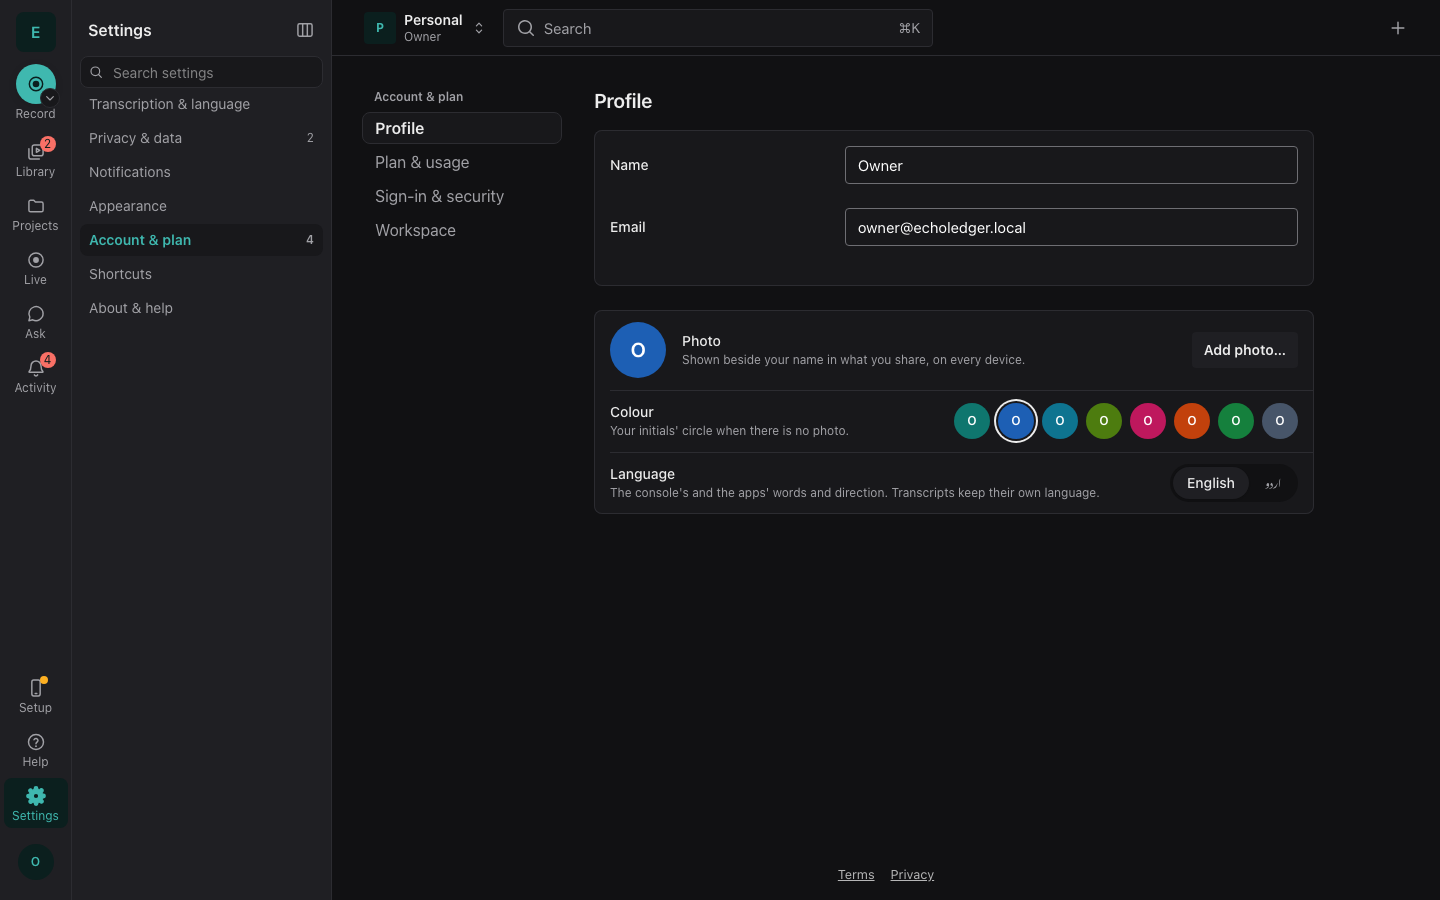 E
Record
2
Library
Projects
Live
Ask
4
Activity
Setup
Help
Settings
O
Settings
Search settings
Transcription & language
Privacy & data 2
Notifications
Appearance
Account & plan 4
Shortcuts
About & help
P
Personal
Owner
Search ⌘K
Account & plan
Profile
Plan & usage
Sign-in & security
Workspace
Profile
Name Owner
Email owner@echoledger.local
O
Photo
Shown beside your name in what you share, on every device.
Add photo...
Colour
Your initials' circle when there is no photo.
O O O O O O O O
Language
The console's and the apps' words and direction. Transcripts keep their own language.
English اردو
Terms Privacy